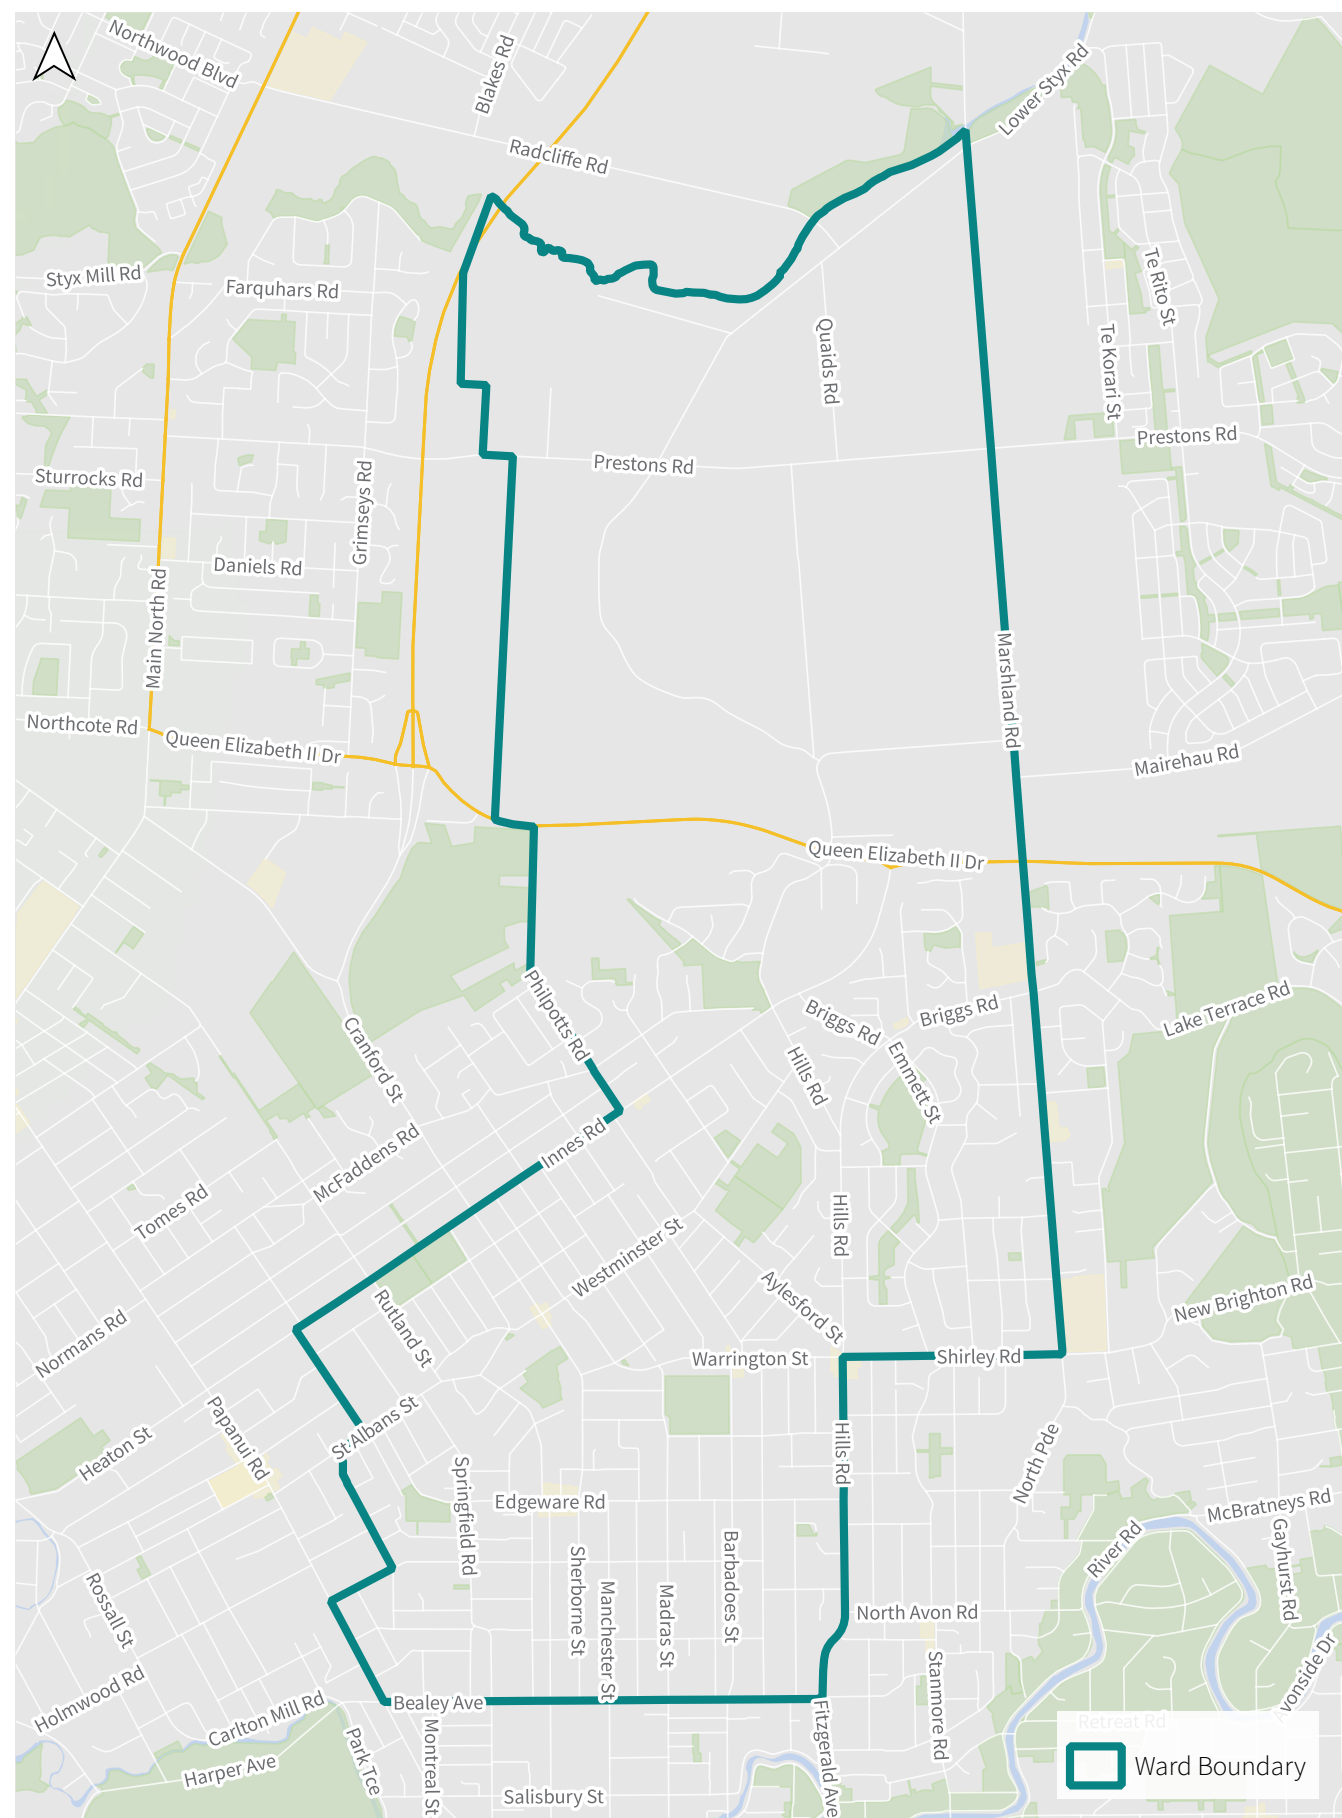 Northwood Blvd
Blakes Rd
Lower Styx Rd
Radcliffe Rd
Styx Mill Rd
Farquhars Rd
Te Rito St
Quaids Rd
Te Korari St
Prestons Rd
Prestons Rd
Sturrocks Rd
Grimseys Rd
Daniels Rd
Main North Rd
Marshland Rd
Northcote Rd
Queen Elizabeth II Dr
Mairehau Rd
Queen Elizabeth II Dr
Philpotts Rd
Briggs Rd
Briggs Rd
Lake Terrace Rd
Cranford St
Hills Rd
Emmett St
McFaddens Rd
Innes Rd
Tomes Rd
Hills Rd
Westminster St
Aylesford St
New Brighton Rd
Normans Rd
Rutland St
Warrington St
Shirley Rd
Papanui Rd
St Albans St
Heaton St
Hills Rd
North Pde
Springfield Rd
Edgeware Rd
McBratneys Rd
River Rd
Gayhurst Rd
Barbadoes St
Sherborne St
Manchester St
Madras St
Rossall St
North Avon Rd
Stanmore Rd
Avonside Dr
Holmwood Rd
Carlton Mill Rd
Bealey Ave
Fitzgerald Ave
Retreat Rd
Park Tce
Montreal St
Harper Ave
Salisbury St
Ward Boundary